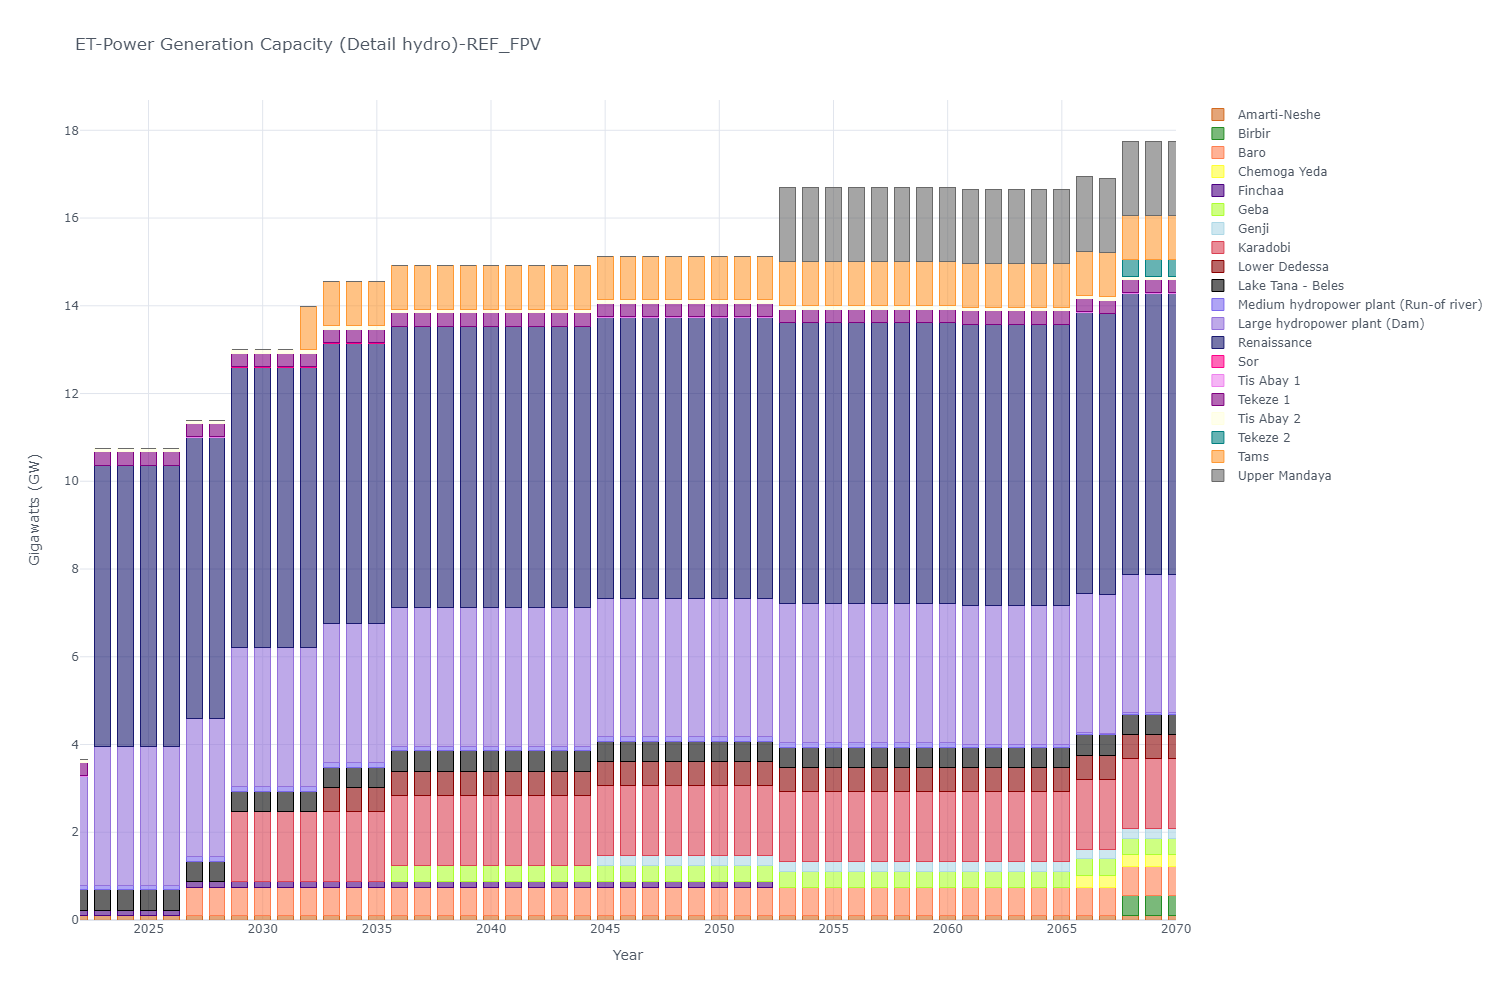 ET-Power Generation Capacity (Detail hydro)-REF_FPV
18
16
14
12
10
8
6
4
2
0
Gigawatts (GW)
2025
2030
2035
2040
2045
2050
2055
2060
2065
2070
Year
Amarti-Neshe
Birbir
Baro
Chemoga Yeda
Finchaa
Geba
Genji
Karadobi
Lower Dedessa
Lake Tana - Beles
Medium hydropower plant (Run-of river)
Large hydropower plant (Dam)
Renaissance
Sor
Tis Abay 1
Tekeze 1
Tis Abay 2
Tekeze 2
Tams
Upper Mandaya